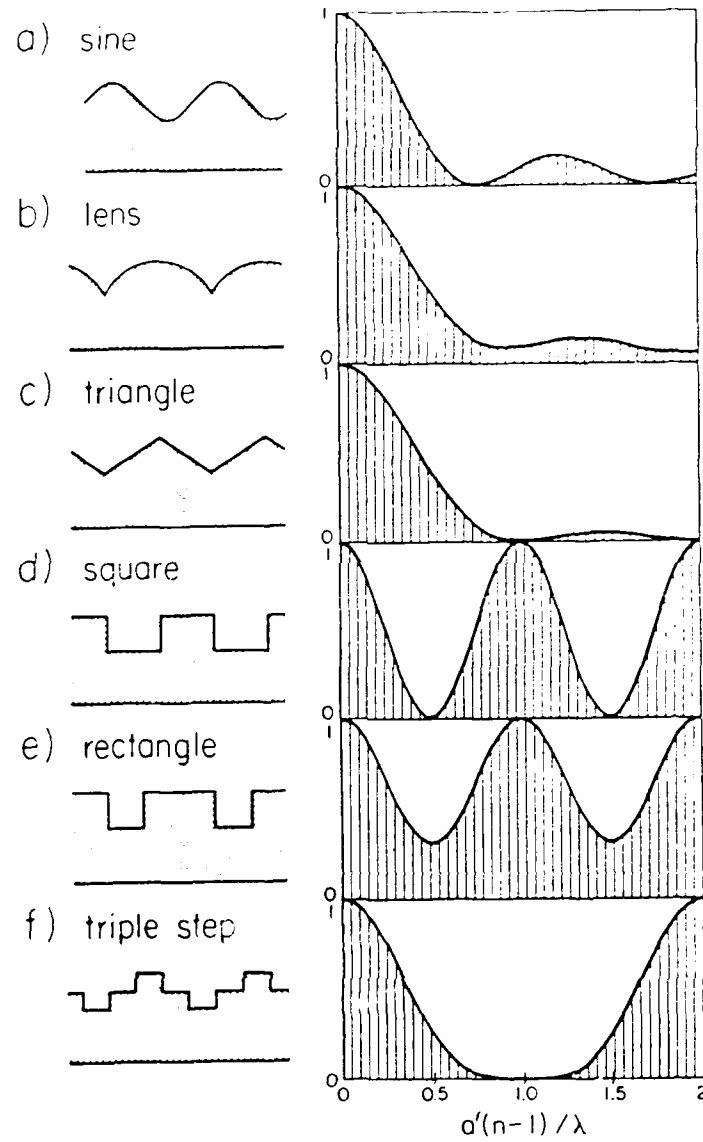 a) sine
b) lens
c) triangle
d) square
e) rectangle
f) triple step
1
0
1
0
1
0
1
0
1
0
1
0
0 0.5 1.0 1.5 2
a'(n-1)/λ